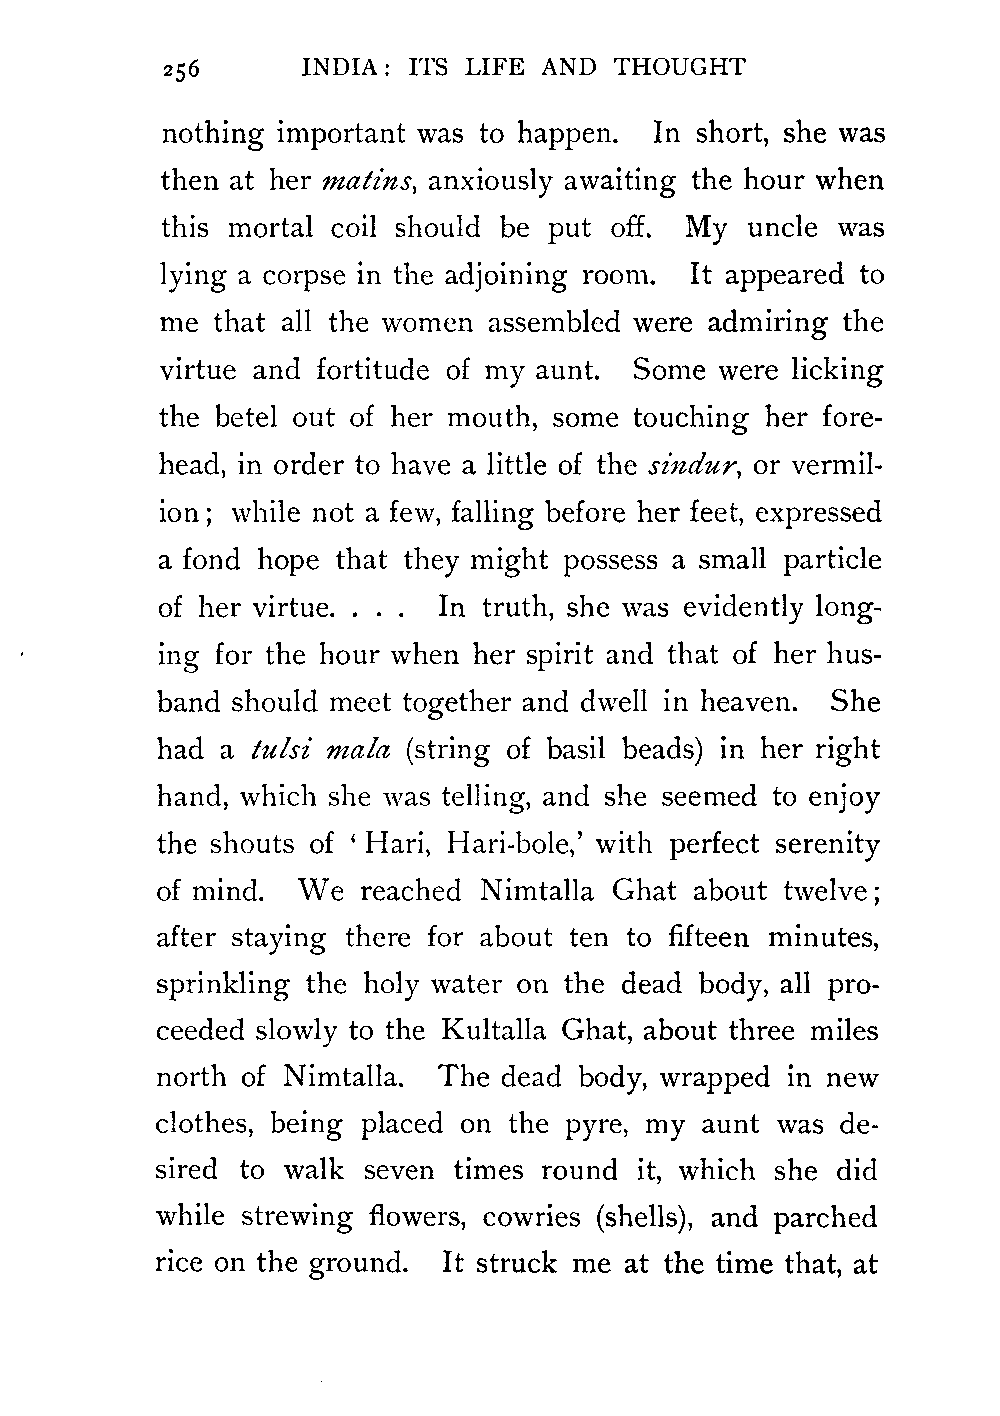 256 INDIA: ITS LIFE AND THOUGHT
nothing important was to happen. In short, she was
then at her matins, anxiously awaiting the hour when
this mortal coil should be put off. My uncle was
lying a corpse in the adjoining room. It appeared to
me that all the women assembled were admiring the
virtue and fortitude of my aunt. Some were licking
the betel out of her mouth, some touching her fore-
head, in order to have a little of the sindur, or vermil-
ion; while not a few, falling before her feet, expressed
a fond hope that they might possess a small particle
of her virtue. . . . In truth, she was evidently long-
ing for the hour when her spirit and that of her hus-
band should meet together and dwell in heaven. She
had a tulsi mala (string of basil beads) in her right
hand, which she was telling, and she seemed to enjoy
the shouts of ‘Hari, Hari-bole,’ with perfect serenity
of mind. We reached Nimtalla Ghat about twelve;
after staying there for about ten to fifteen minutes,
sprinkling the holy water on the dead body, all pro-
ceeded slowly to the Kultalla Ghat, about three miles
north of Nimtalla. The dead body, wrapped in new
clothes, being placed on the pyre, my aunt was de-
sired to walk seven times round it, which she did
while strewing flowers, cowries (shells), and parched
rice on the ground. It struck me at the time that, at